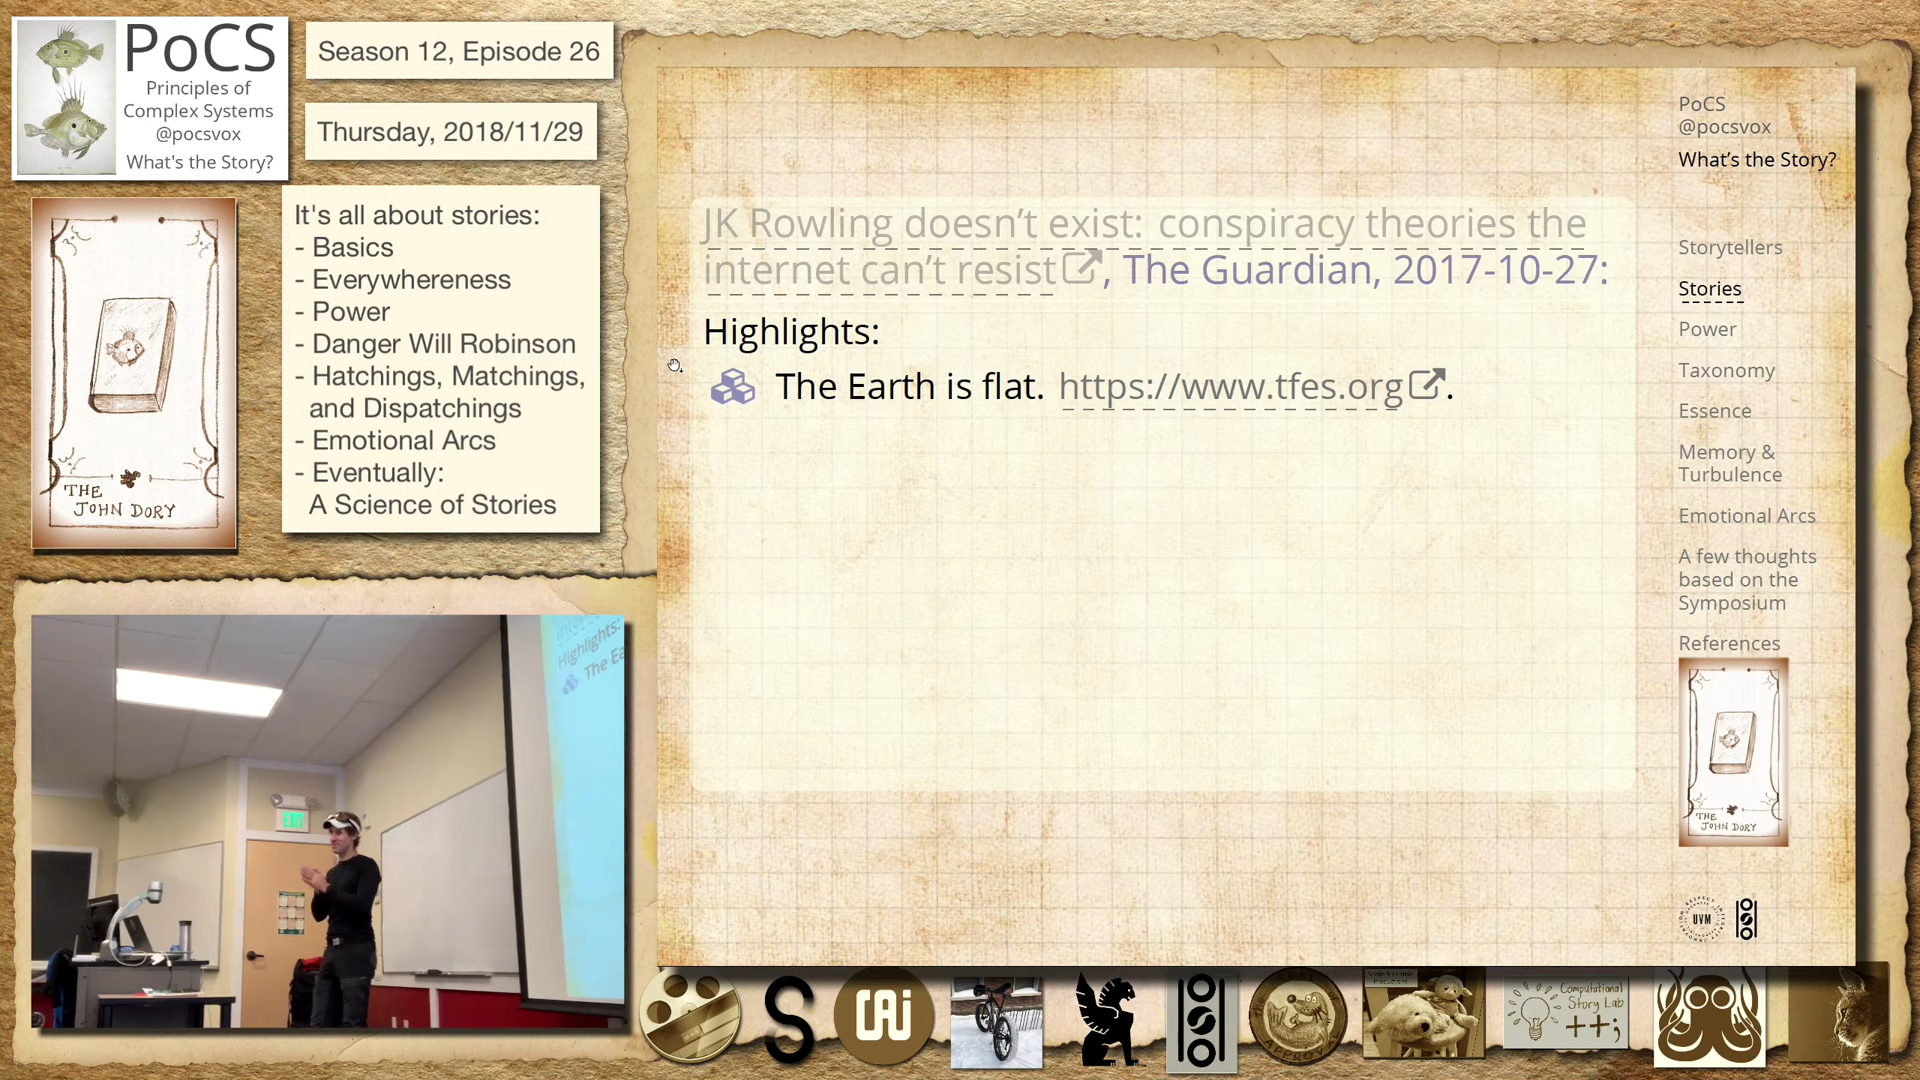 PoCS
Principles of
Complex Systems
@pocsvox
What's the Story?
Season 12, Episode 26
Thursday, 2018/11/29
It's all about stories:
- Basics
- Everywhereness
- Power
- Danger Will Robinson
- Hatchings, Matchings,
and Dispatchings
- Emotional Arcs
- Eventually:
A Science of Stories
THE
JOHN DORY
JK Rowling doesn't exist: conspiracy theories the
internet can't resist, The Guardian, 2017-10-27:
Highlights:
The Earth is flat. https://www.tfes.org.
PoCS
@pocsvox
What's the Story?
Storytellers
Stories
Power
Taxonomy
Essence
Memory &
Turbulence
Emotional Arcs
A few thoughts
based on the
Symposium
References
THE
JOHN DORY
UVM
Highlights:
The Ea
EXIT
Computational
Story Lab
++;